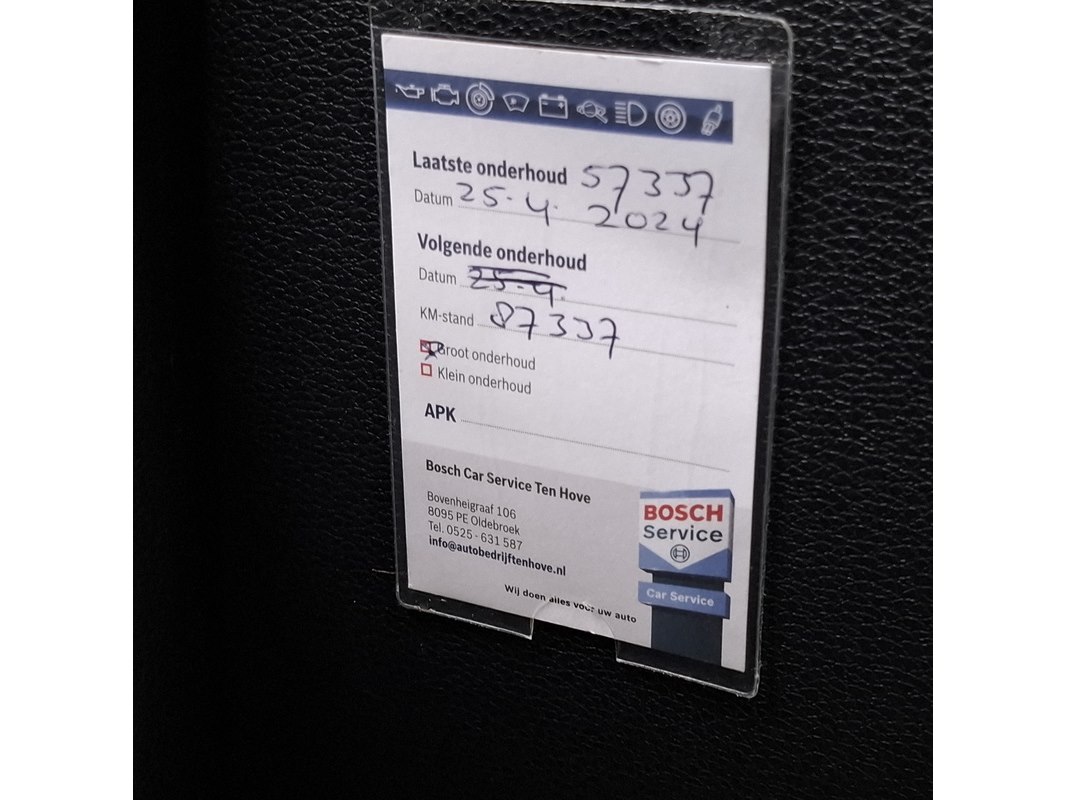 Laatste onderhoud 57337
Datum 25-4. 2024
Volgende onderhoud
Datum 25-4.
KM-stand 87337
Groot onderhoud
Klein onderhoud
APK
Bosch Car Service Ten Hove
Bovenheigraaf 106
8095 PE Oldebroek
Tel. 0525 - 631 587
info@autobedrijftenhove.nl
Wij doen alles voor uw auto
BOSCH
Service
Car Service